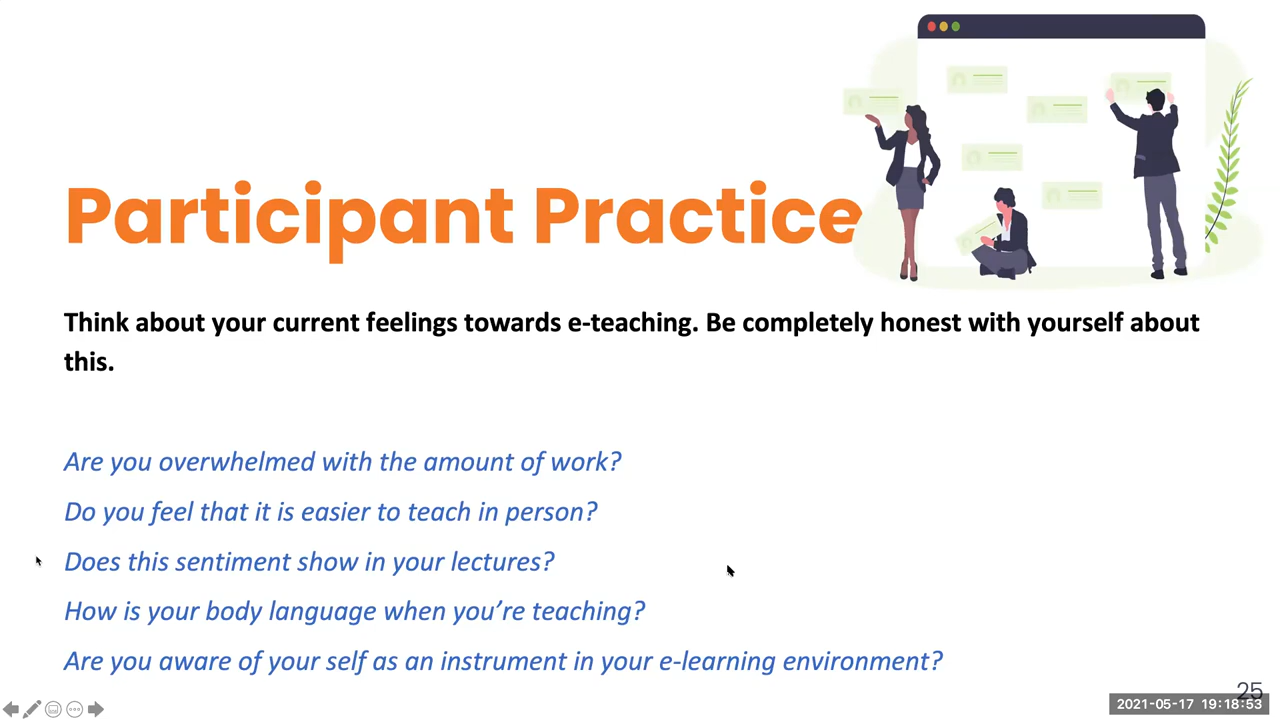 Participant Practice
Think about your current feelings towards e-teaching. Be completely honest with yourself about
this.
Are you overwhelmed with the amount of work?
Do you feel that it is easier to teach in person?
Does this sentiment show in your lectures?
How is your body language when you’re teaching?
Are you aware of your self as an instrument in your e-learning environment?
25
2021-05-17 19:18:53